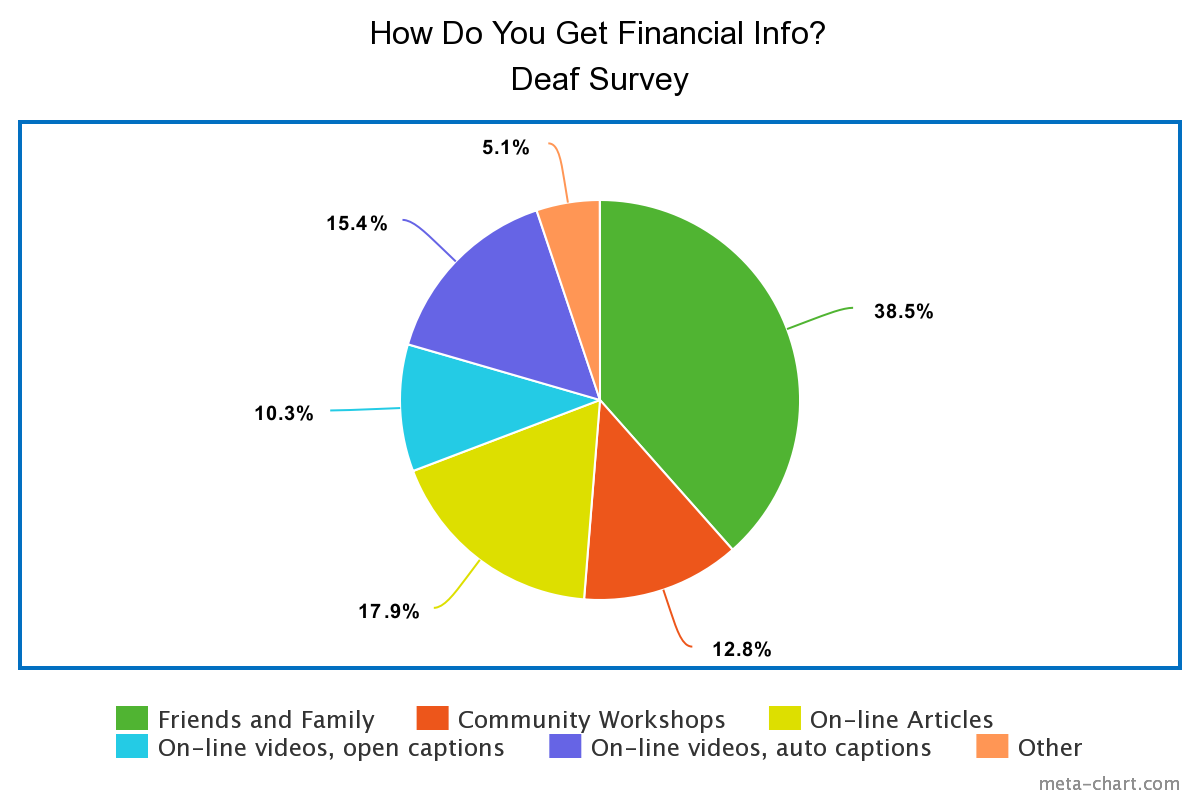 How Do You Get Financial Info?
Deaf Survey
5.1%
15.4%
38.5%
10.3%
17.9%
12.8%
Friends and Family Community Workshops On-line Articles
On-line videos, open captions On-line videos, auto captions Other
meta-chart.com